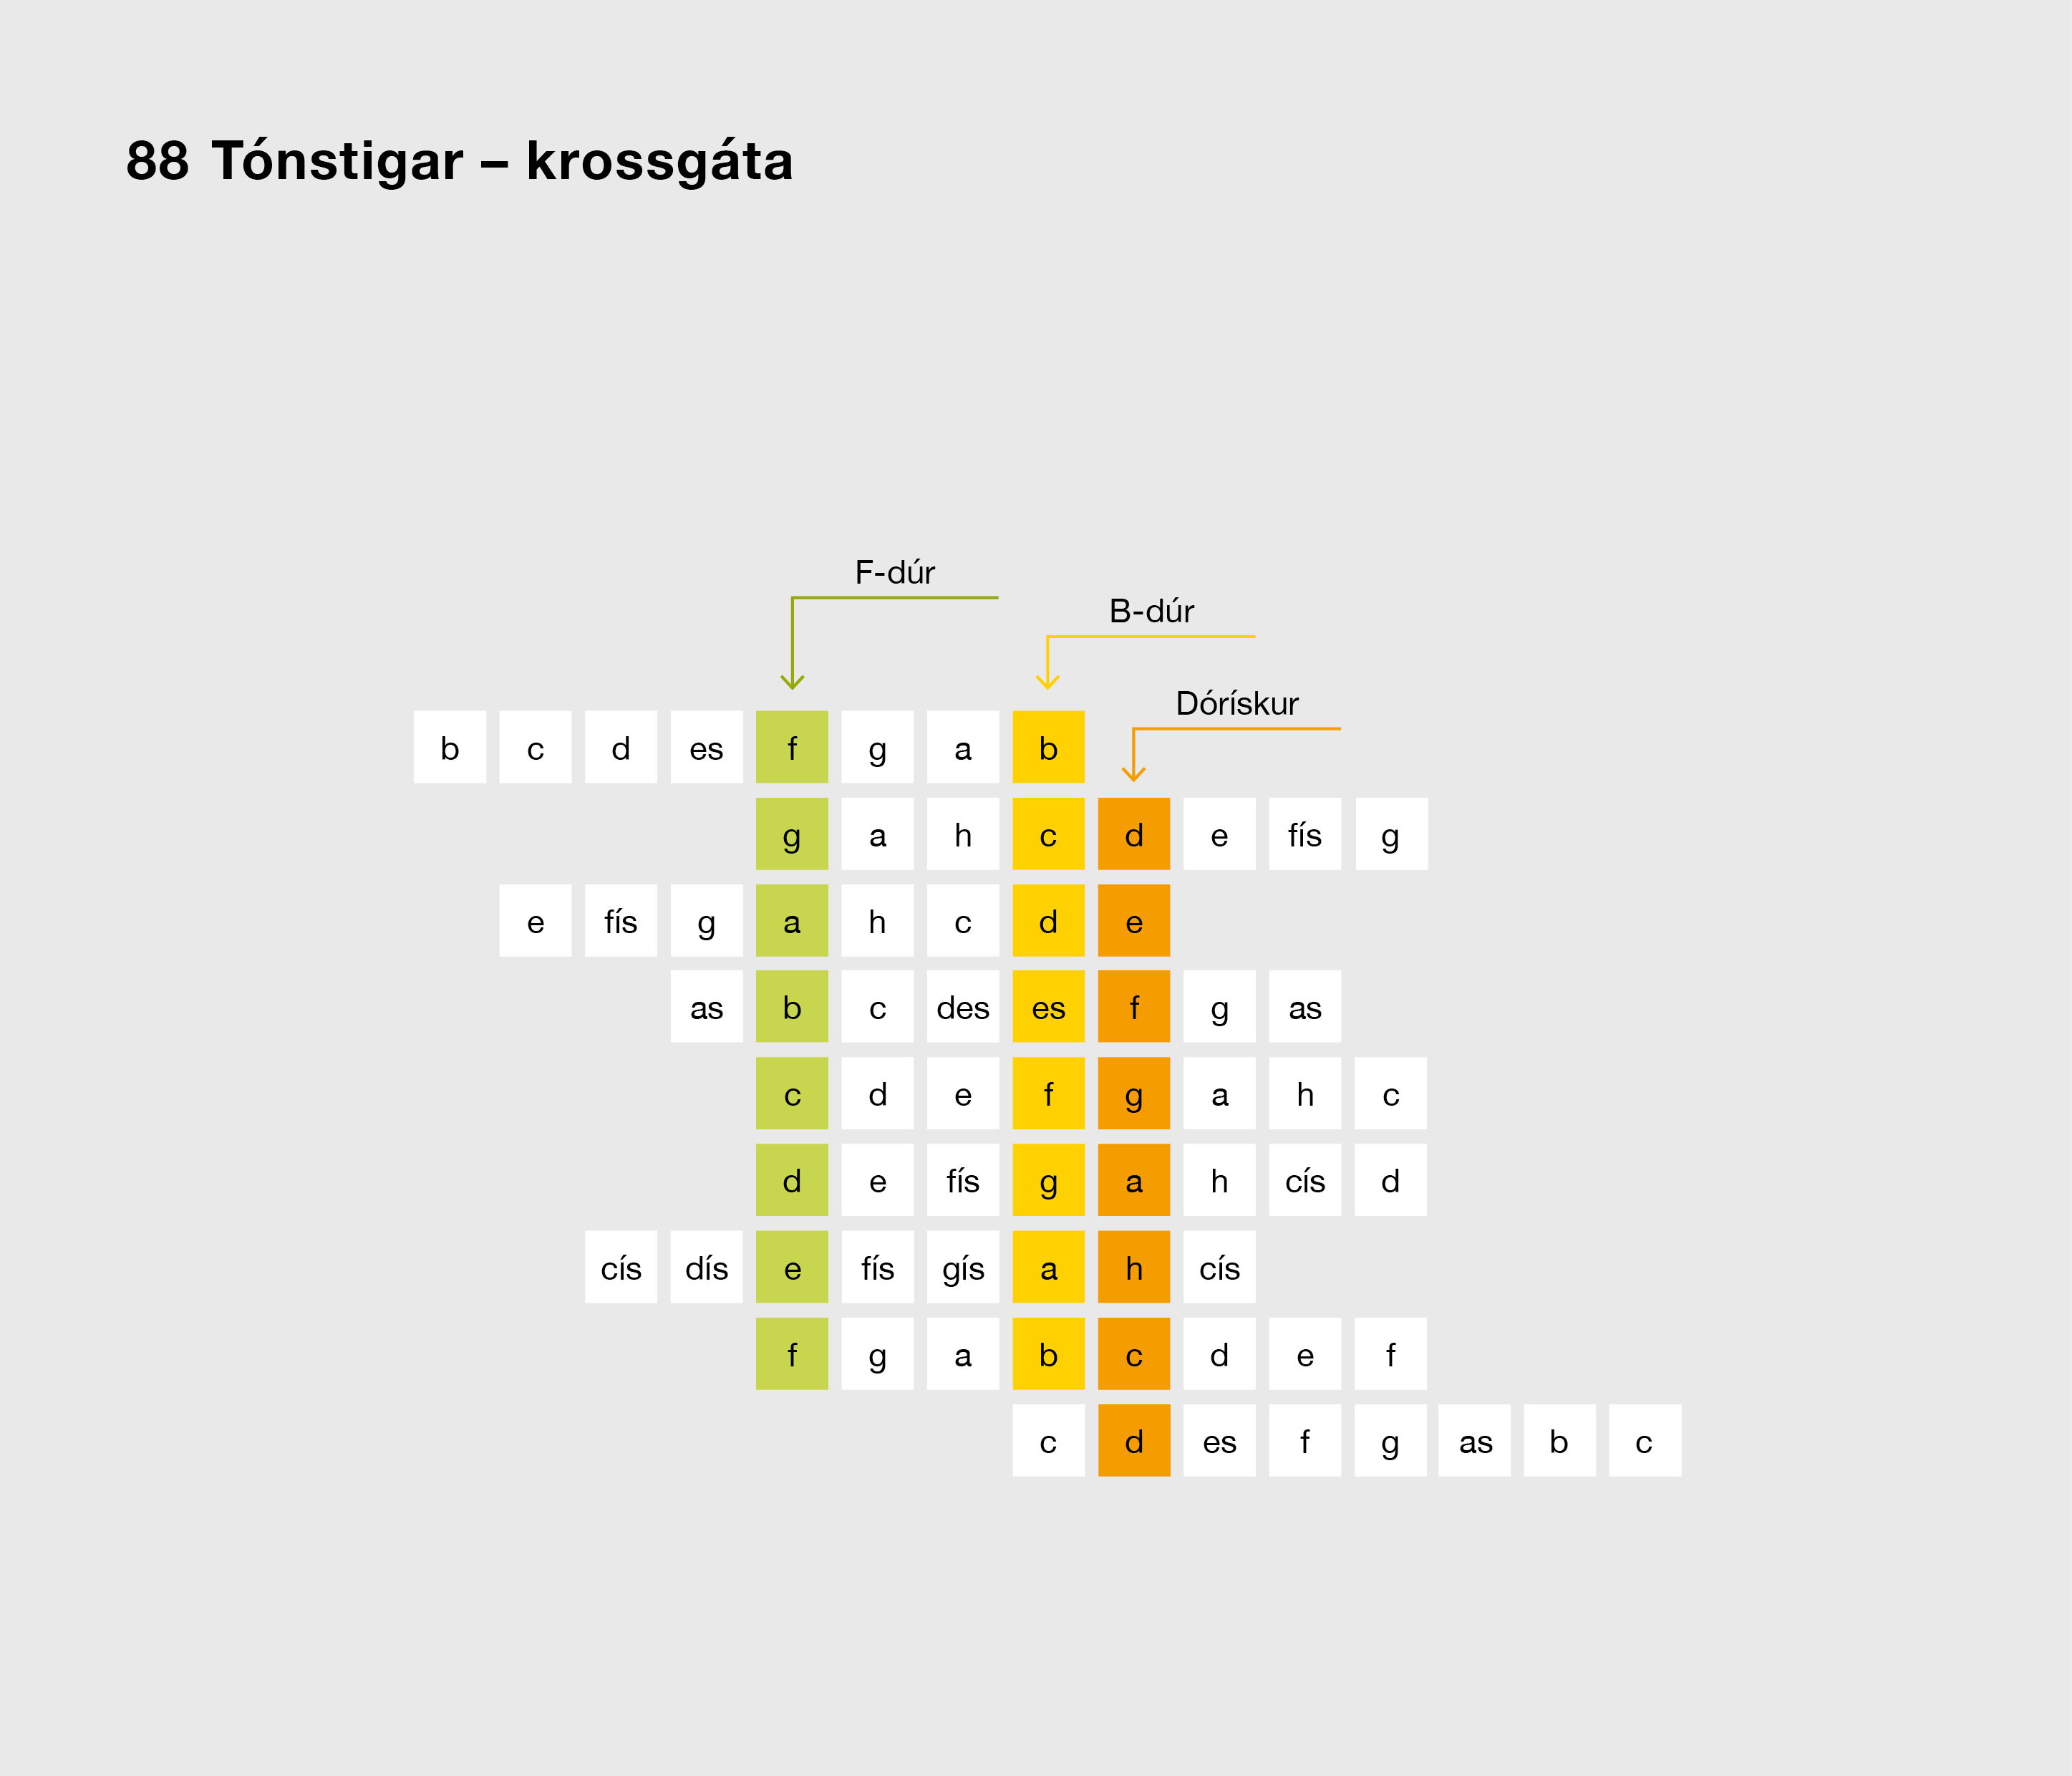 88 Tónstigar – krossgáta
F-dúr
B-dúr
Dórískur
b c d es f g a b
g a h c d e fís g
e fís g a h c d e
as b c des es f g as
c d e f g a h c
d e fís g a h cís d
cís dís e fís gís a h cís
f g a b c d e f
c d es f g as b c